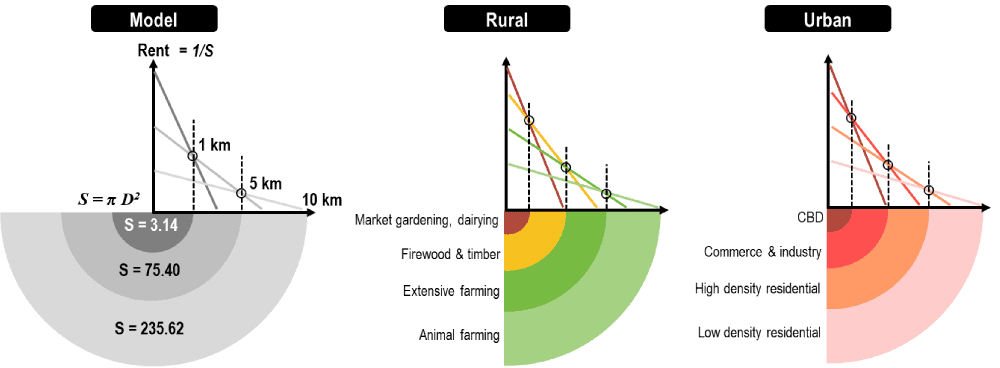 Model
Rent = 1/S
1 km
5 km
10 km
S = π D²
S = 3.14
S = 75.40
S = 235.62
Rural
Market gardening, dairying
Firewood & timber
Extensive farming
Animal farming
Urban
CBD
Commerce & industry
High density residential
Low density residential